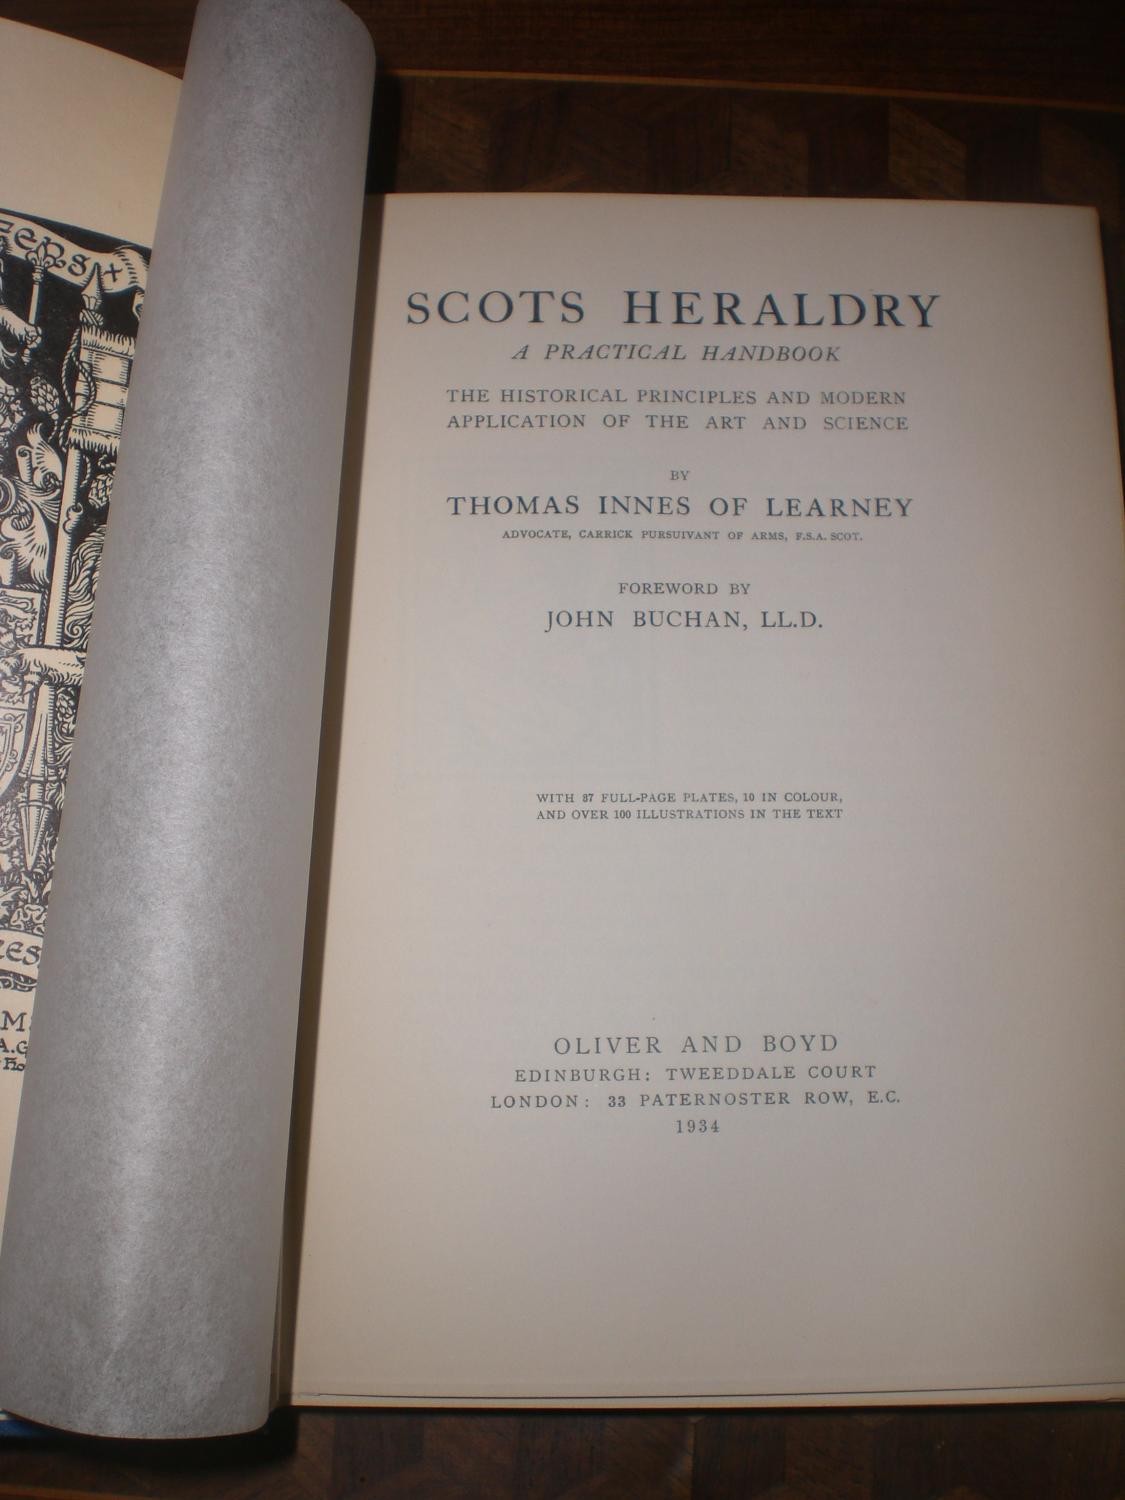 SCOTS HERALDRY
A PRACTICAL HANDBOOK
THE HISTORICAL PRINCIPLES AND MODERN
APPLICATION OF THE ART AND SCIENCE
BY
THOMAS INNES OF LEARNEY
ADVOCATE, CARRICK PURSUIVANT OF ARMS, F.S.A. SCOT.
FOREWORD BY
JOHN BUCHAN, LL.D.
WITH 87 FULL-PAGE PLATES, 10 IN COLOUR,
AND OVER 100 ILLUSTRATIONS IN THE TEXT
OLIVER AND BOYD
EDINBURGH: TWEEDDALE COURT
LONDON: 33 PATERNOSTER ROW, E.C.
1934